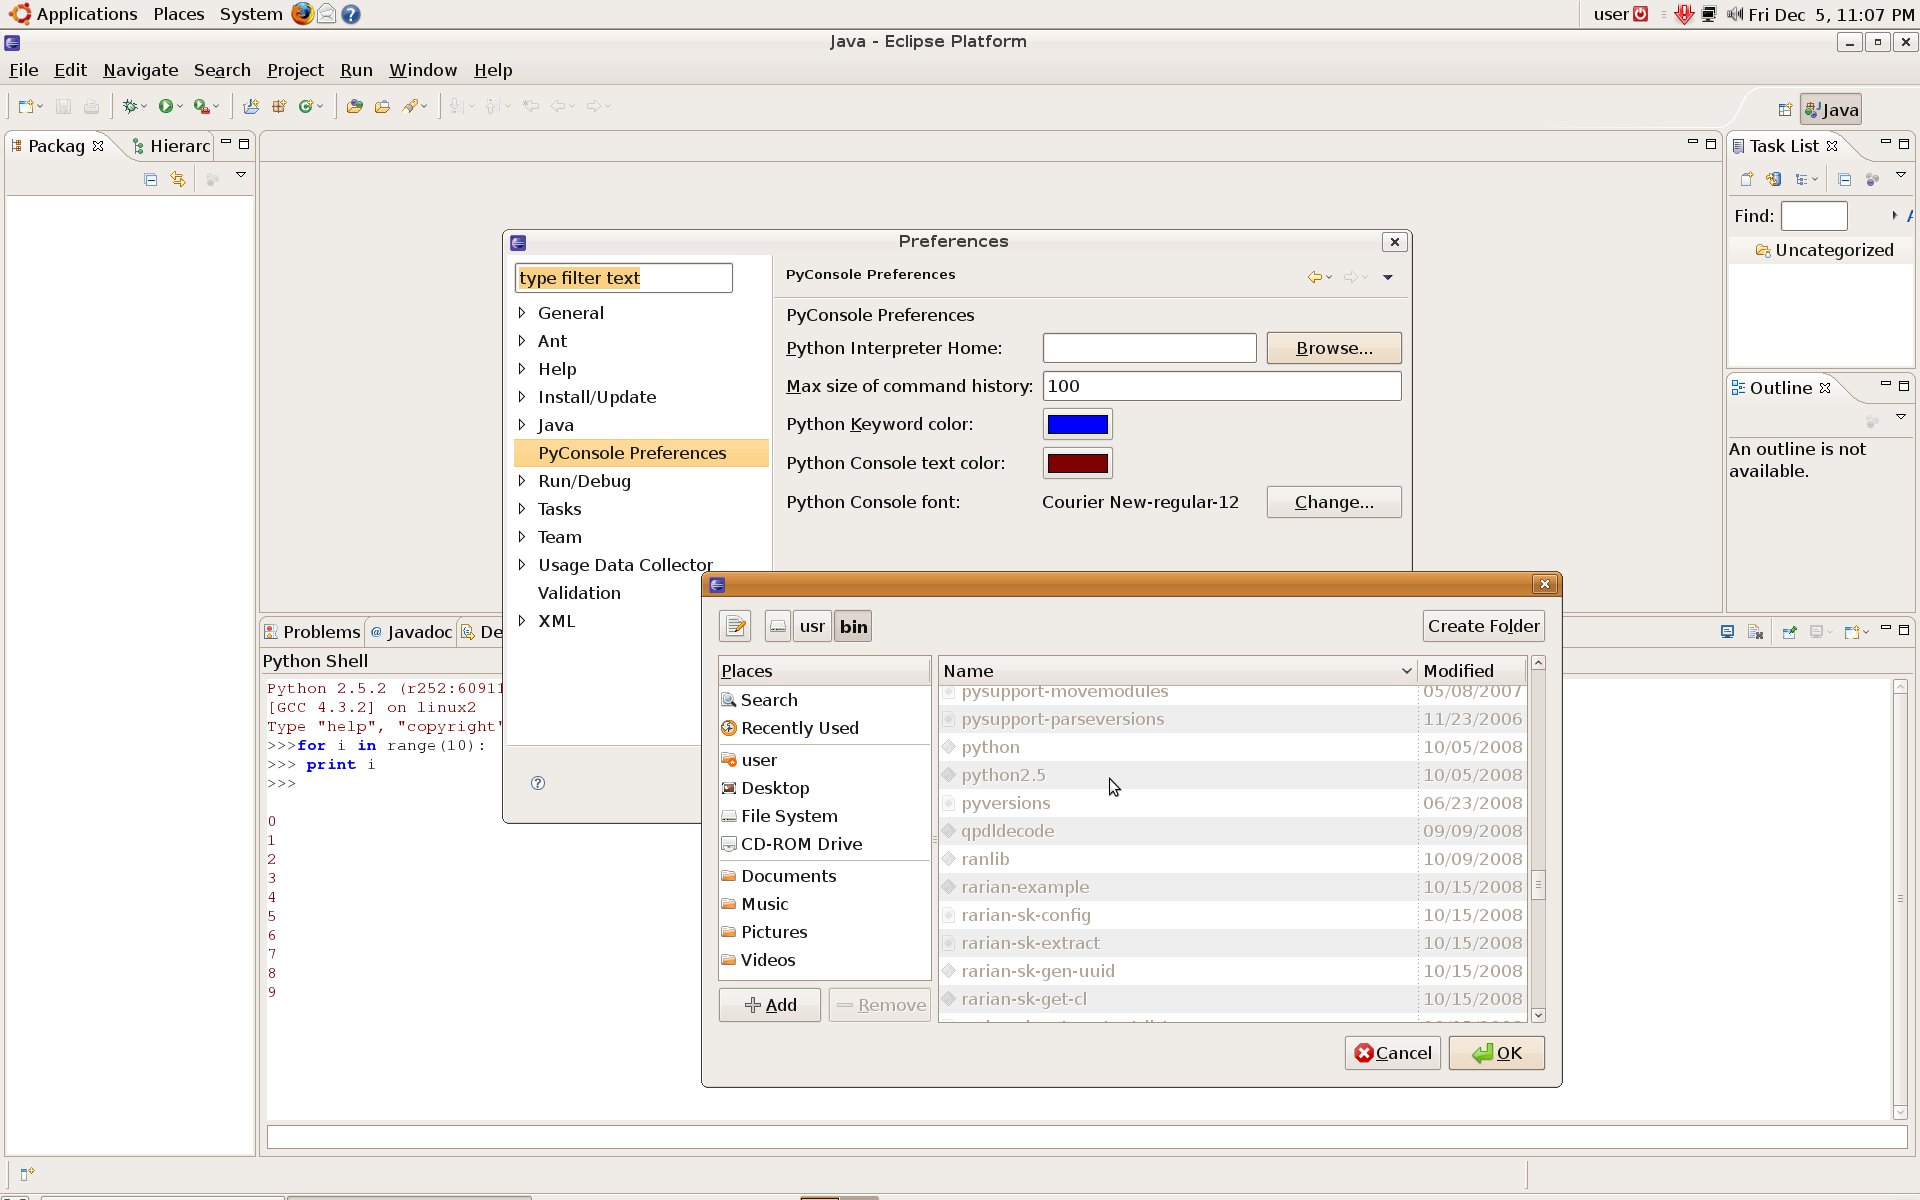 Applications Places System user Fri Dec 5, 11:07 PM
Java - Eclipse Platform
File Edit Navigate Search Project Run Window Help
Java
Packag Hierarc
Task List
Find:
Uncategorized
Outline
An outline is not
available.
Preferences
type filter text
General
Ant
Help
Install/Update
Java
PyConsole Preferences
Run/Debug
Tasks
Team
Usage Data Collector
Validation
XML
PyConsole Preferences
PyConsole Preferences
Python Interpreter Home: Browse...
Max size of command history: 100
Python Keyword color:
Python Console text color:
Python Console font: Courier New-regular-12 Change...
Problems @ Javadoc De
Python Shell
Python 2.5.2 (r252:60911
[GCC 4.3.2] on linux2
Type "help", "copyright"
>>>for i in range(10):
>>> print i
>>>
0
1
2
3
4
5
6
7
8
9
usr bin Create Folder
Places
Search
Recently Used
user
Desktop
File System
CD-ROM Drive
Documents
Music
Pictures
Videos
Add Remove
Name Modified
pysupport-movemodules 05/08/2007
pysupport-parseversions 11/23/2006
python 10/05/2008
python2.5 10/05/2008
pyversions 06/23/2008
qpdldecode 09/09/2008
ranlib 10/09/2008
rarian-example 10/15/2008
rarian-sk-config 10/15/2008
rarian-sk-extract 10/15/2008
rarian-sk-gen-uuid 10/15/2008
rarian-sk-get-cl 10/15/2008
Cancel OK